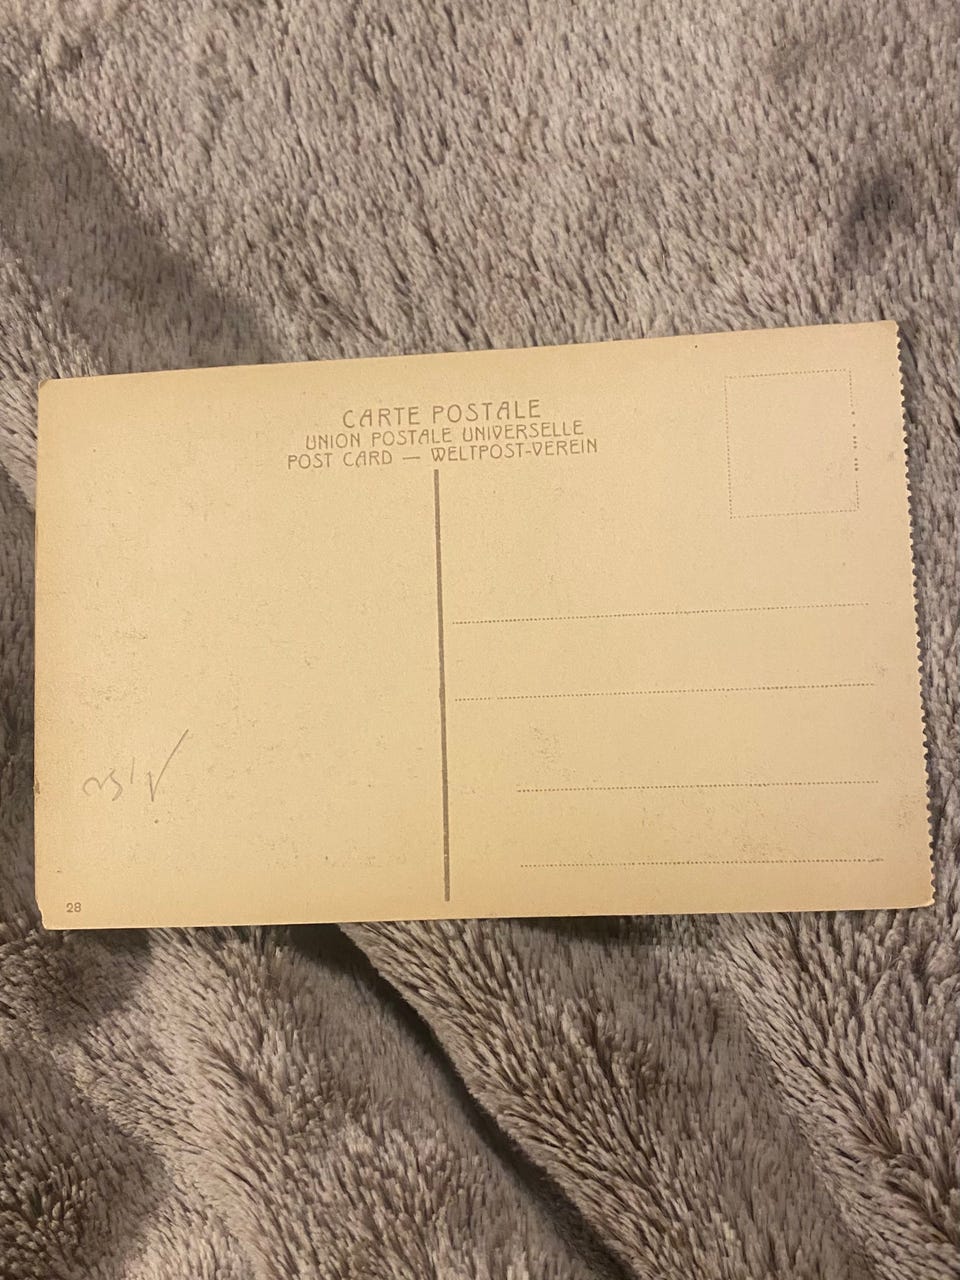 CARTE POSTALE
UNION POSTALE UNIVERSELLE
POST CARD — WELTPOST-VEREIN
28